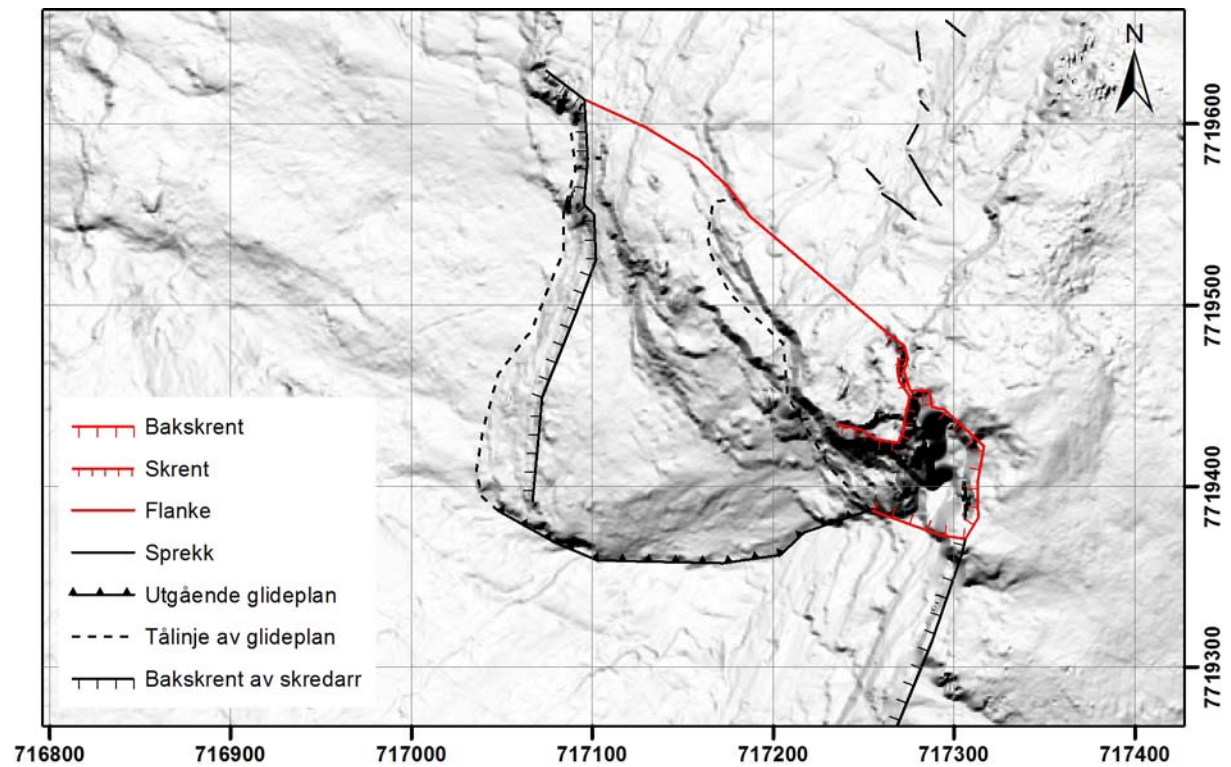 N
7719600
7719500
7719400
7719300
Bakskrent
Skrent
Flanke
Sprekk
Utgående glideplan
Tålinje av glideplan
Bakskrent av skredarr
716800
716900
717000
717100
717200
717300
717400